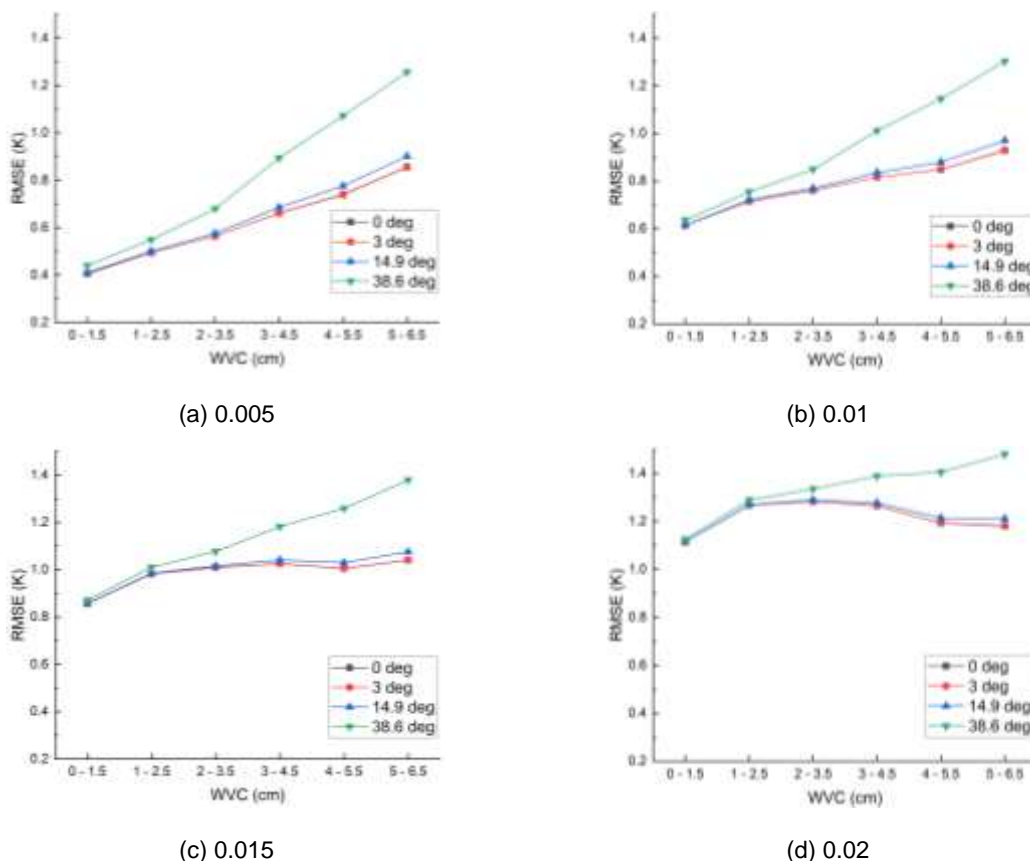 1.4
1.2
1.0
0.8
0.6
0.4
0.2
RMSE (K)
0 deg
3 deg
14.9 deg
38.6 deg
0 - 1.5 1 - 2.5 2 - 3.5 3 - 4.5 4 - 5.5 5 - 6.5
WVC (cm)
(a) 0.005
1.4
1.2
1.0
0.8
0.6
0.4
0.2
RMSE (K)
0 deg
3 deg
14.9 deg
38.6 deg
0 - 1.5 1 - 2.5 2 - 3.5 3 - 4.5 4 - 5.5 5 - 6.5
WVC (cm)
(b) 0.01
1.4
1.2
1.0
0.8
0.6
0.4
0.2
RMSE (K)
0 deg
3 deg
14.9 deg
38.6 deg
0 - 1.5 1 - 2.5 2 - 3.5 3 - 4.5 4 - 5.5 5 - 6.5
WVC (cm)
(c) 0.015
1.4
1.2
1.0
0.8
0.6
0.4
0.2
RMSE (K)
0 deg
3 deg
14.9 deg
38.6 deg
0 - 1.5 1 - 2.5 2 - 3.5 3 - 4.5 4 - 5.5 5 - 6.5
WVC (cm)
(d) 0.02